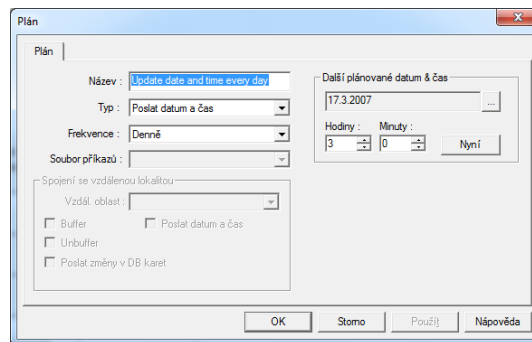 Plán
Plán
Název : Update date and time every day
Typ : Poslat datum a čas
Frekvence : Denně
Soubor příkazů :
Spojení se vzdálenou lokalitou
Vzdál. oblast :
Buffer Poslat datum a čas
Unbuffer
Poslat změny v DB karet
Další plánované datum & čas
17.3.2007 ...
Hodiny : Minuty :
3 0 Nyní
OK Storno Použít Nápověda